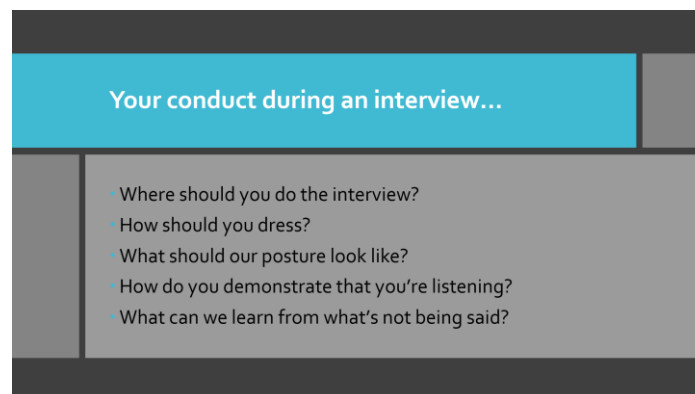 Your conduct during an interview...
Where should you do the interview?
How should you dress?
What should our posture look like?
How do you demonstrate that you're listening?
What can we learn from what's not being said?